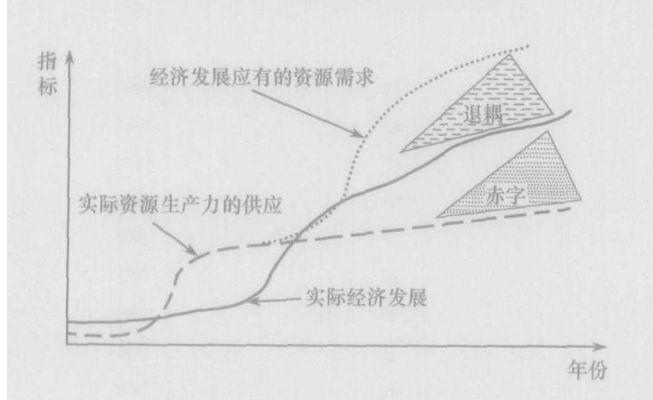 指
标
经济发展应有的资源需求
退耦
实际资源生产力的供应
赤字
实际经济发展
年份